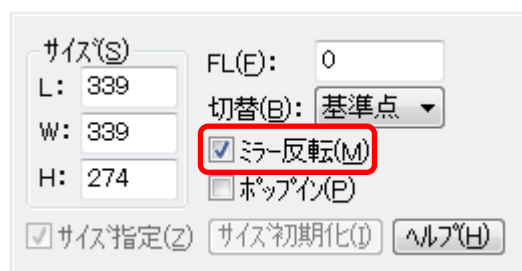 サイズ(S)
L: 339
W: 339
H: 274
FL(F): 0
切替(B): 基準点
ミラー反転(M)
ポップイン(P)
サイズ指定(Z) サイズ初期化(I) ヘルプ(H)